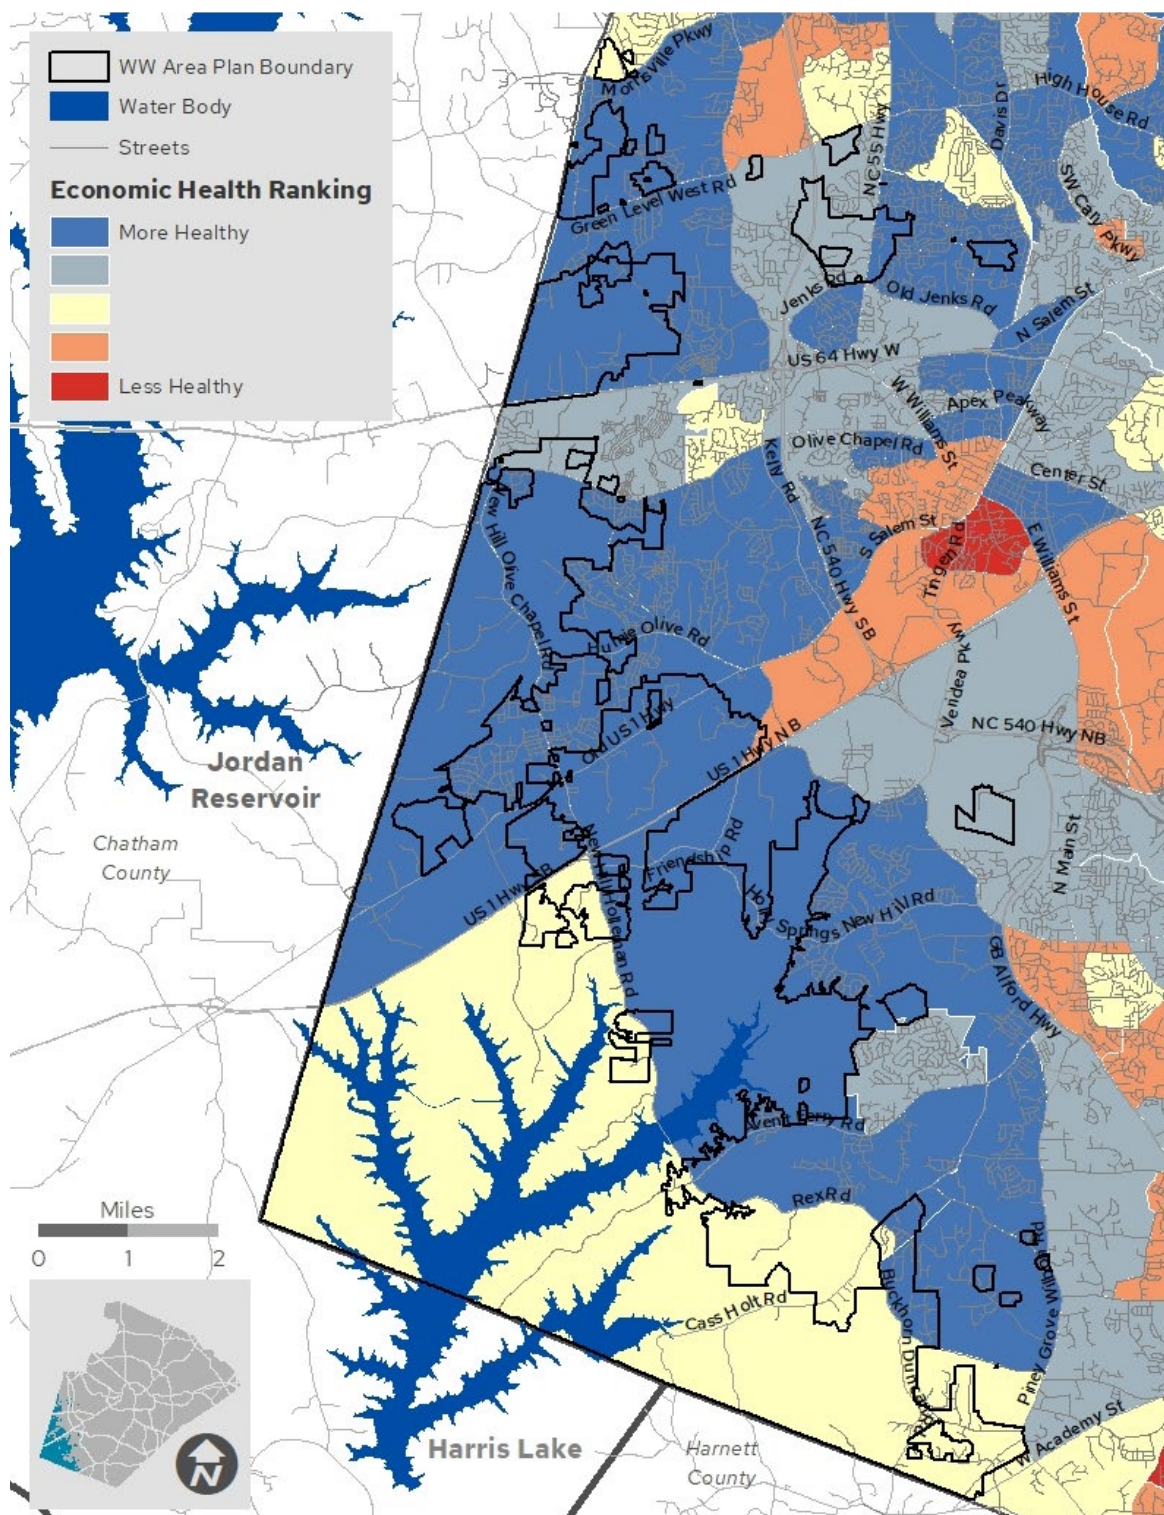 WW Area Plan Boundary
Water Body
Streets
Economic Health Ranking
More Healthy
Less Healthy
Morrisville Pkwy
High House Rd
Davis Dr
NC 55 Hwy
SW Cary Pkwy
Green Level West Rd
Jenks Rd
Old Jenks Rd
N Salem St
US 64 Hwy W
W Williams St
Apex Peakway
Olive Chapel Rd
Kelly Rd
Center St
New Hill Olive Chapel Rd
NC 540 Hwy SB
S Salem St
Tingen Rd
E Williams St
Humie Olive Rd
Veridea Pkwy
Old US 1 Hwy
US 1 Hwy NB
NC 540 Hwy NB
Jordan
Reservoir
Chatham
County
N Main St
Friendship Rd
US 1 Hwy SB
New Hill Holleman Rd
Holly Springs New Hill Rd
GB Alford Hwy
Avent Ferry Rd
Rex Rd
Miles
0 1 2
Buckhorn Duncan Rd
Piney Grove Wilbon Rd
Cass Holt Rd
W Academy St
Harris Lake
Harnett
County
N